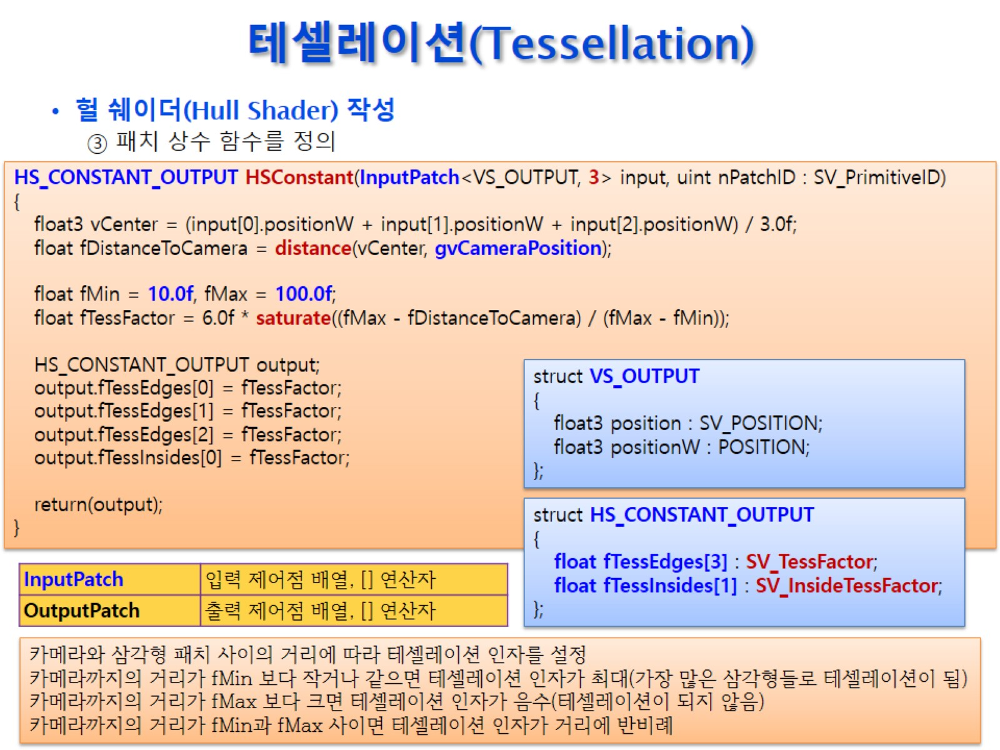 테셀레이션(Tessellation)
• 헐 쉐이더(Hull Shader) 작성
③ 패치 상수 함수를 정의
HS_CONSTANT_OUTPUT HSConstant(InputPatch<VS_OUTPUT, 3> input, uint nPatchID : SV_PrimitiveID)
{
float3 vCenter = (input[0].positionW + input[1].positionW + input[2].positionW) / 3.0f;
float fDistanceToCamera = distance(vCenter, gvCameraPosition);
float fMin = 10.0f, fMax = 100.0f;
float fTessFactor = 6.0f * saturate((fMax - fDistanceToCamera) / (fMax - fMin));
HS_CONSTANT_OUTPUT output;
output.fTessEdges[0] = fTessFactor;
output.fTessEdges[1] = fTessFactor;
output.fTessEdges[2] = fTessFactor;
output.fTessInsides[0] = fTessFactor;
return(output);
}
struct VS_OUTPUT
{
float3 position : SV_POSITION;
float3 positionW : POSITION;
};
struct HS_CONSTANT_OUTPUT
{
float fTessEdges[3] : SV_TessFactor;
float fTessInsides[1] : SV_InsideTessFactor;
};
InputPatch 입력 제어점 배열, [] 연산자
OutputPatch 출력 제어점 배열, [] 연산자
카메라와 삼각형 패치 사이의 거리에 따라 테셀레이션 인자를 설정
카메라까지의 거리가 fMin 보다 작거나 같으면 테셀레이션 인자가 최대(가장 많은 삼각형들로 테셀레이션이 됨)
카메라까지의 거리가 fMax 보다 크면 테셀레이션 인자가 음수(테셀레이션이 되지 않음)
카메라까지의 거리가 fMin과 fMax 사이면 테셀레이션 인자가 거리에 반비례